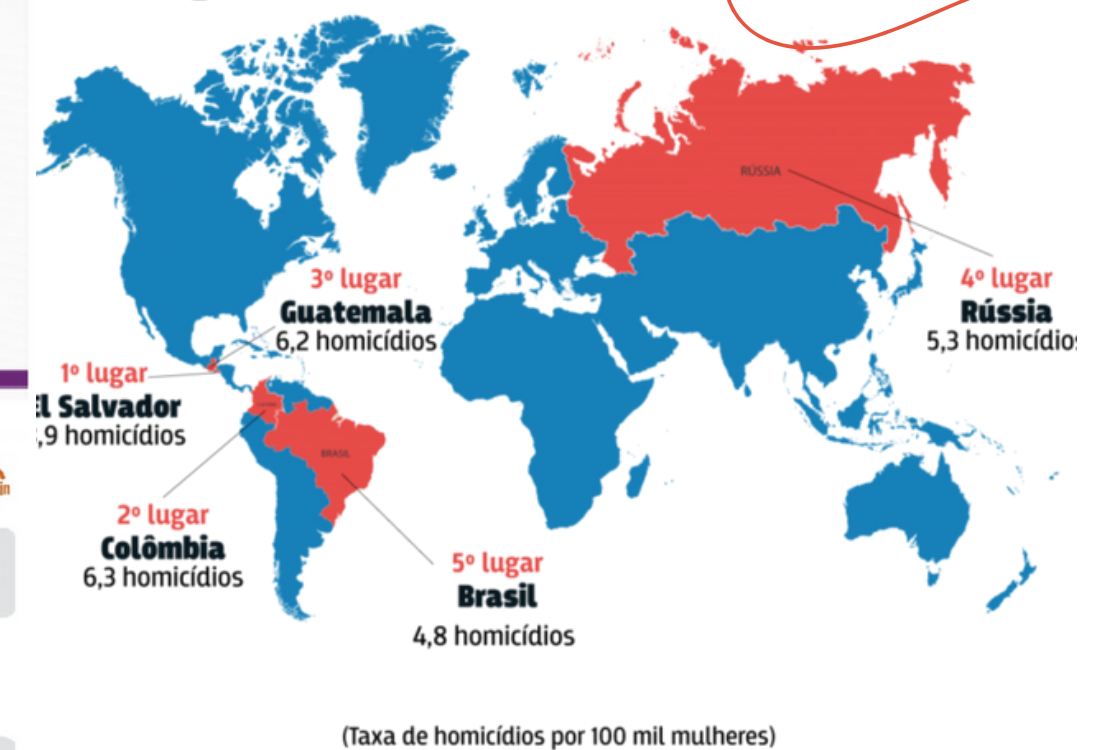 RÚSSIA
3º lugar
Guatemala
6,2 homicídios
4º lugar
Rússia
5,3 homicídios
1º lugar
El Salvador
,9 homicídios
BRASIL
2º lugar
Colômbia
6,3 homicídios
5º lugar
Brasil
4,8 homicídios
(Taxa de homicídios por 100 mil mulheres)